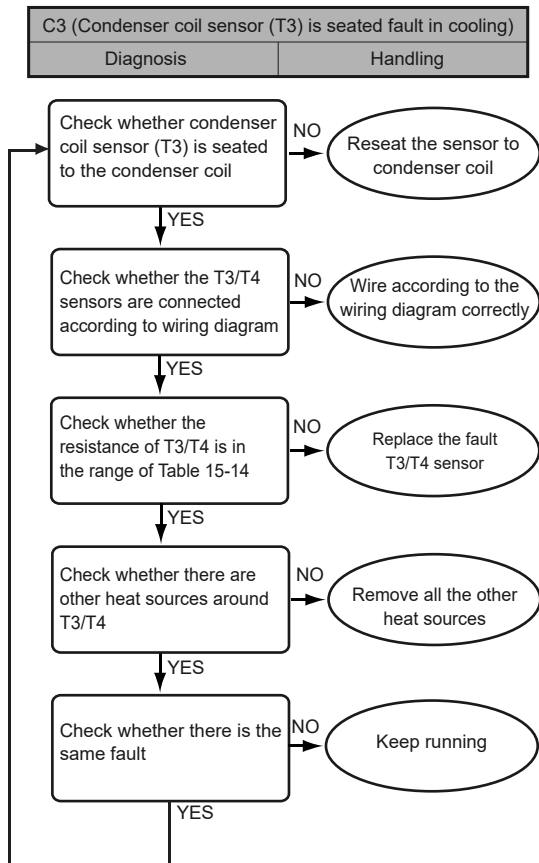 C3 (Condenser coil sensor (T3) is seated fault in cooling)
Diagnosis
Handling
Check whether condenser
coil sensor (T3) is seated
to the condenser coil
NO
Reseat the sensor to
condenser coil
YES
Check whether the T3/T4
sensors are connected
according to wiring diagram
NO
Wire according to the
wiring diagram correctly
YES
Check whether the
resistance of T3/T4 is in
the range of Table 15-14
NO
Replace the fault
T3/T4 sensor
YES
Check whether there are
other heat sources around
T3/T4
NO
Remove all the other
heat sources
YES
Check whether there is the
same fault
NO
Keep running
YES